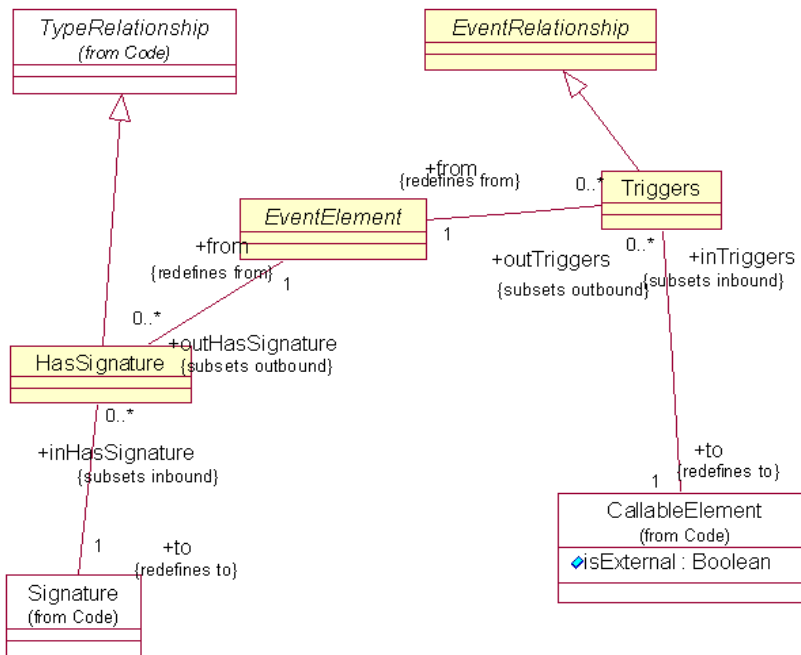 TypeRelationship
(from Code)
EventRelationship
+from
{redefines from}
0..*
Triggers
EventElement
1
+from
{redefines from}
1
+outTriggers
{subsets outbound}
0..*
+inTriggers
{subsets inbound}
0..*
+outHasSignature
{subsets outbound}
HasSignature
0..*
+inHasSignature
{subsets inbound}
+to
{redefines to}
1
CallableElement
(from Code)
isExternal : Boolean
1
+to
{redefines to}
Signature
(from Code)